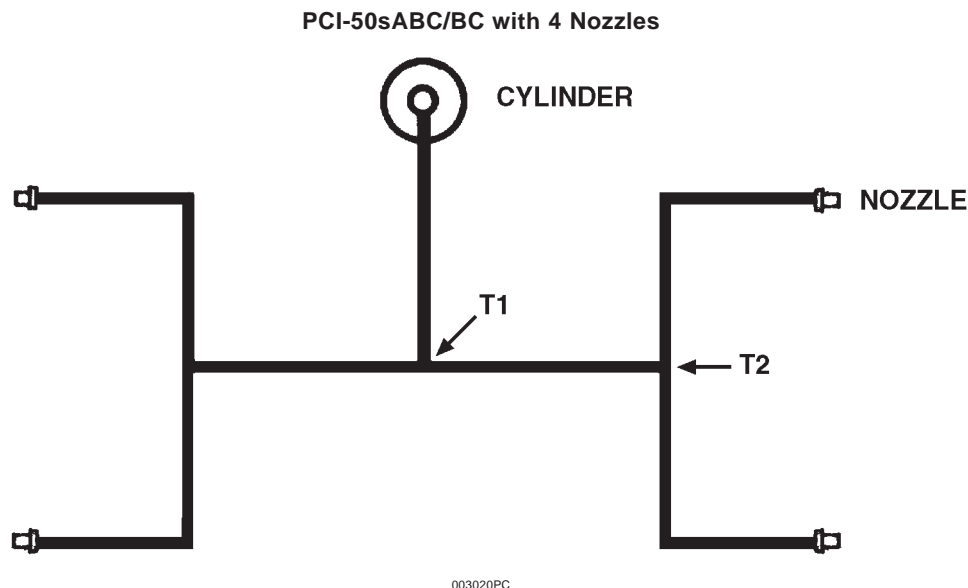 PCI-50sABC/BC with 4 Nozzles
CYLINDER
NOZZLE
T1
T2
003020PC